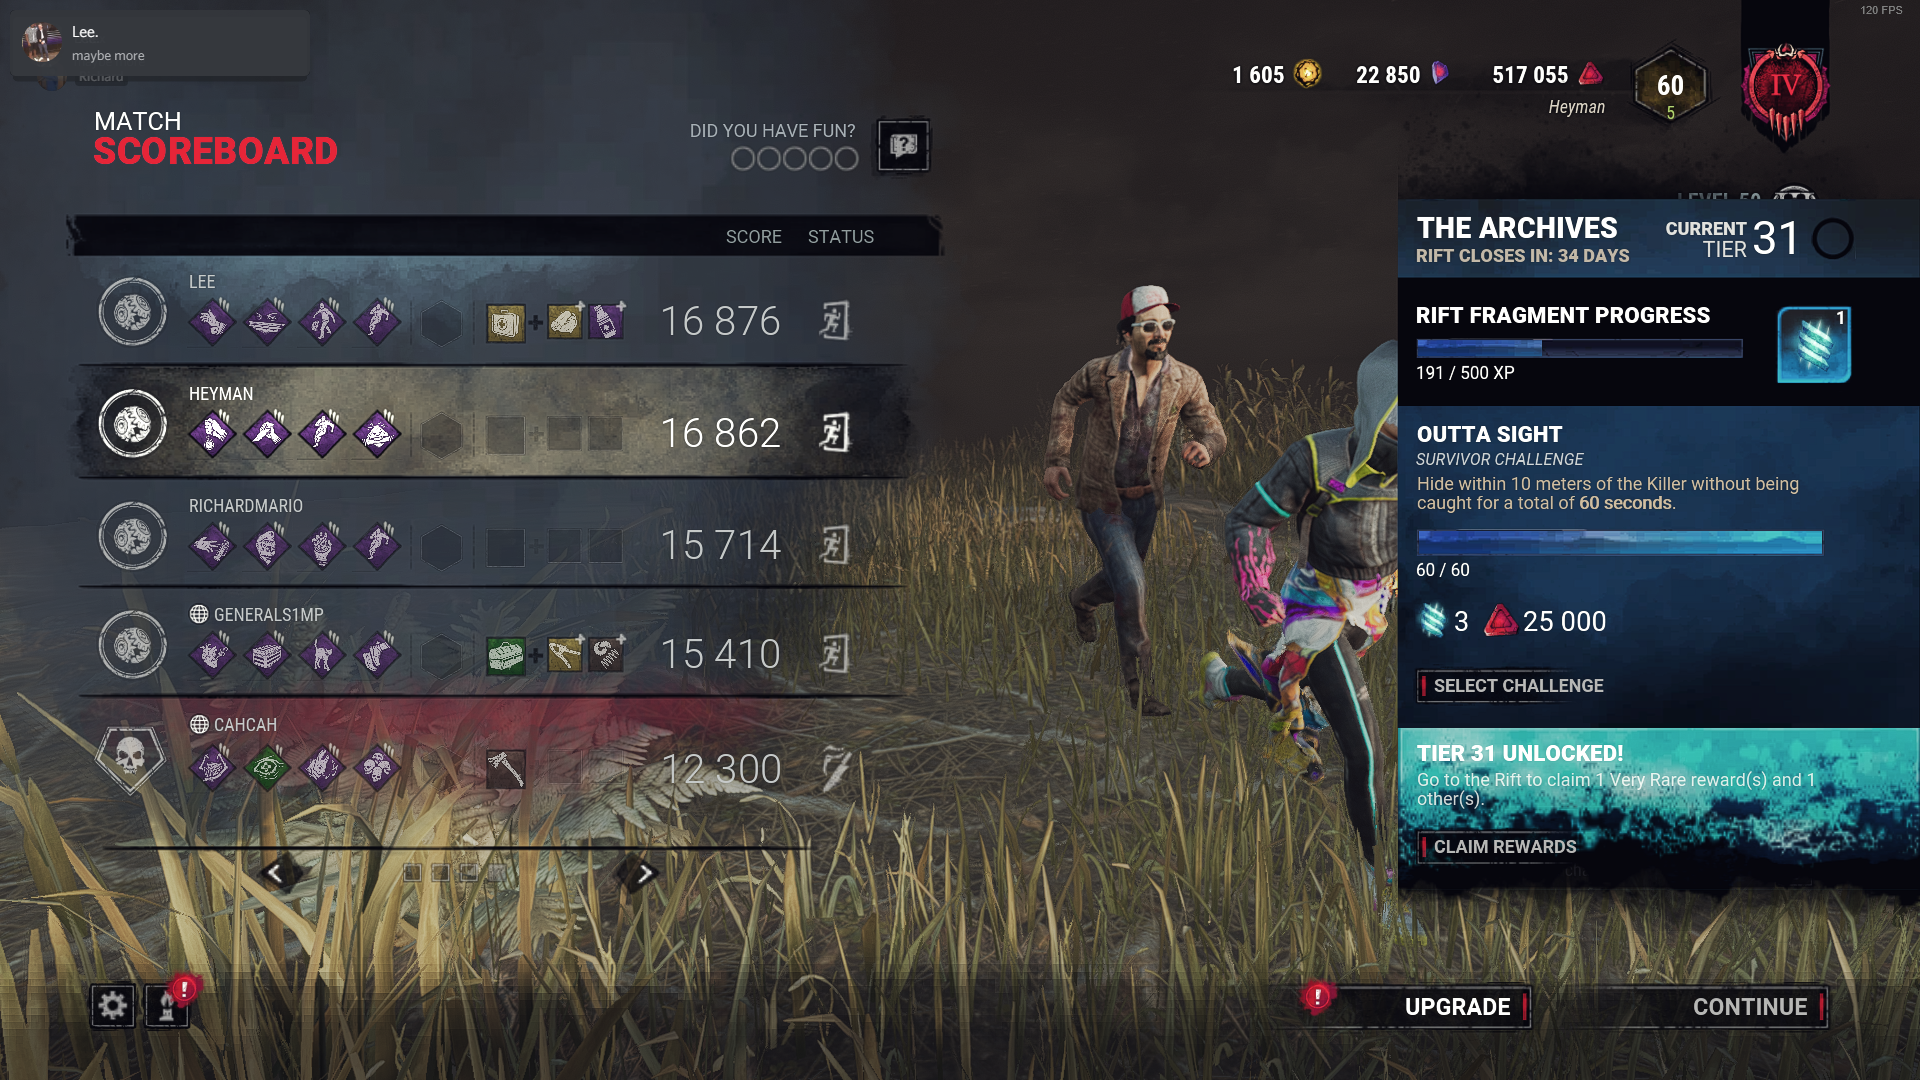 120 FPS
Lee.
maybe more
Richard
1 605
22 850
517 055
Heyman
60
5
IV
MATCH
SCOREBOARD
DID YOU HAVE FUN?
SCORE STATUS
LEE
16 876
HEYMAN
16 862
RICHARDMARIO
15 714
GENERALS1MP
15 410
CAHCAH
12 300
THE ARCHIVES
RIFT CLOSES IN: 34 DAYS
CURRENT
TIER 31
RIFT FRAGMENT PROGRESS
1
191 / 500 XP
OUTTA SIGHT
SURVIVOR CHALLENGE
Hide within 10 meters of the Killer without being
caught for a total of 60 seconds.
60 / 60
3 25 000
SELECT CHALLENGE
TIER 31 UNLOCKED!
Go to the Rift to claim 1 Very Rare reward(s) and 1
other(s).
CLAIM REWARDS
UPGRADE
CONTINUE